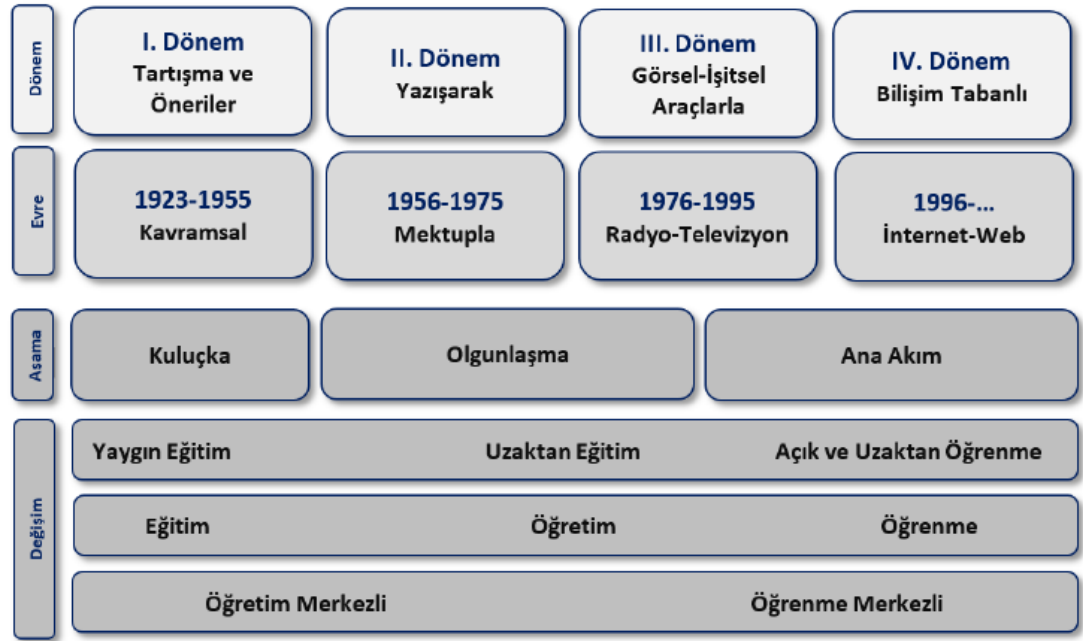 Dönem
I. Dönem
Tartışma ve
Öneriler
II. Dönem
Yazışarak
III. Dönem
Görsel-İşitsel
Araçlarla
IV. Dönem
Bilişim Tabanlı
Evre
1923-1955
Kavramsal
1956-1975
Mektupla
1976-1995
Radyo-Televizyon
1996-...
İnternet-Web
Aşama
Kuluçka
Olgunlaşma
Ana Akım
Değişim
Yaygın Eğitim
Uzaktan Eğitim
Açık ve Uzaktan Öğrenme
Eğitim
Öğretim
Öğrenme
Öğretim Merkezli
Öğrenme Merkezli